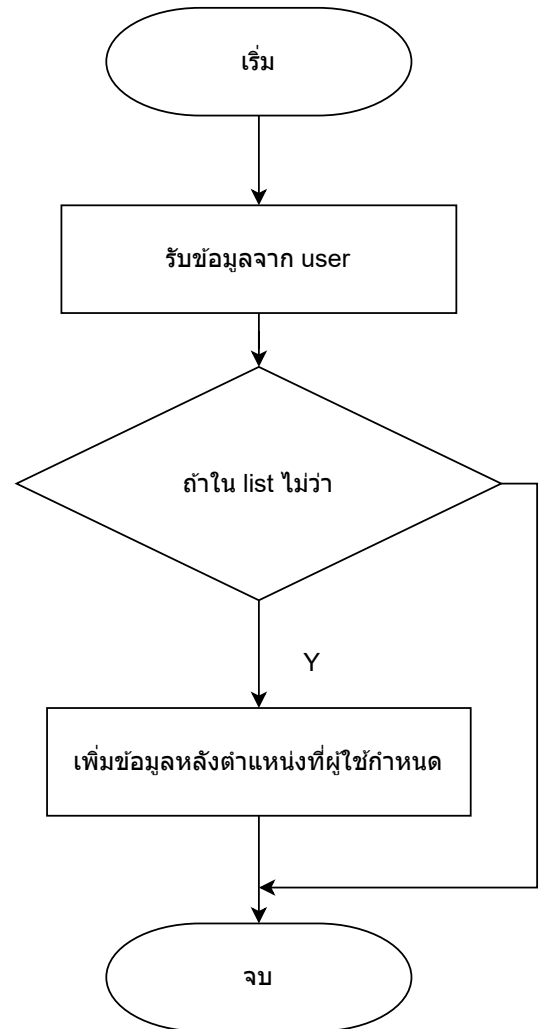 เริ่ม
รับข้อมูลจาก user
ถ้าใน list ไม่ว่า
Y
เพิ่มข้อมูลหลังตำแหน่งที่ผู้ใช้กำหนด
จบ